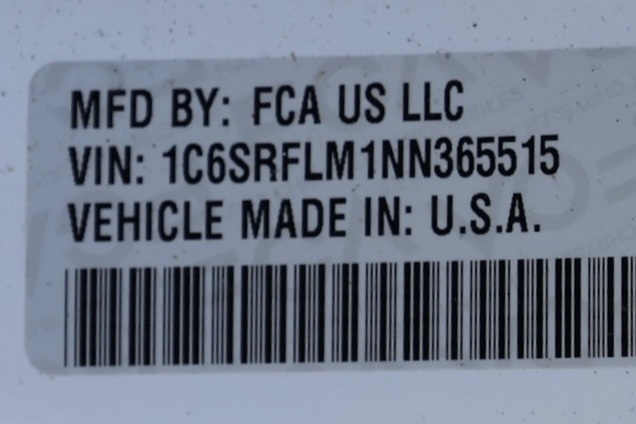 MFD BY: FCA US LLC
VIN: 1C6SRFLM1NN365515
VEHICLE MADE IN: U.S.A.